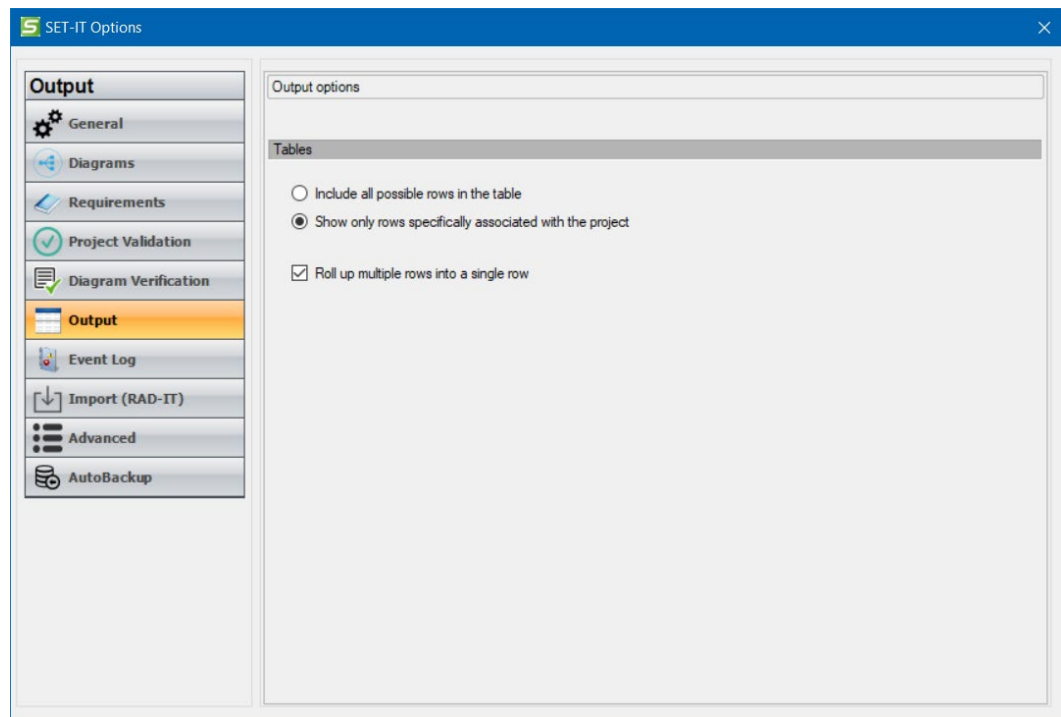 SET-IT Options
Output
General
Diagrams
Requirements
Project Validation
Diagram Verification
Output
Event Log
Import (RAD-IT)
Advanced
AutoBackup
Output options
Tables
Include all possible rows in the table
Show only rows specifically associated with the project
Roll up multiple rows into a single row